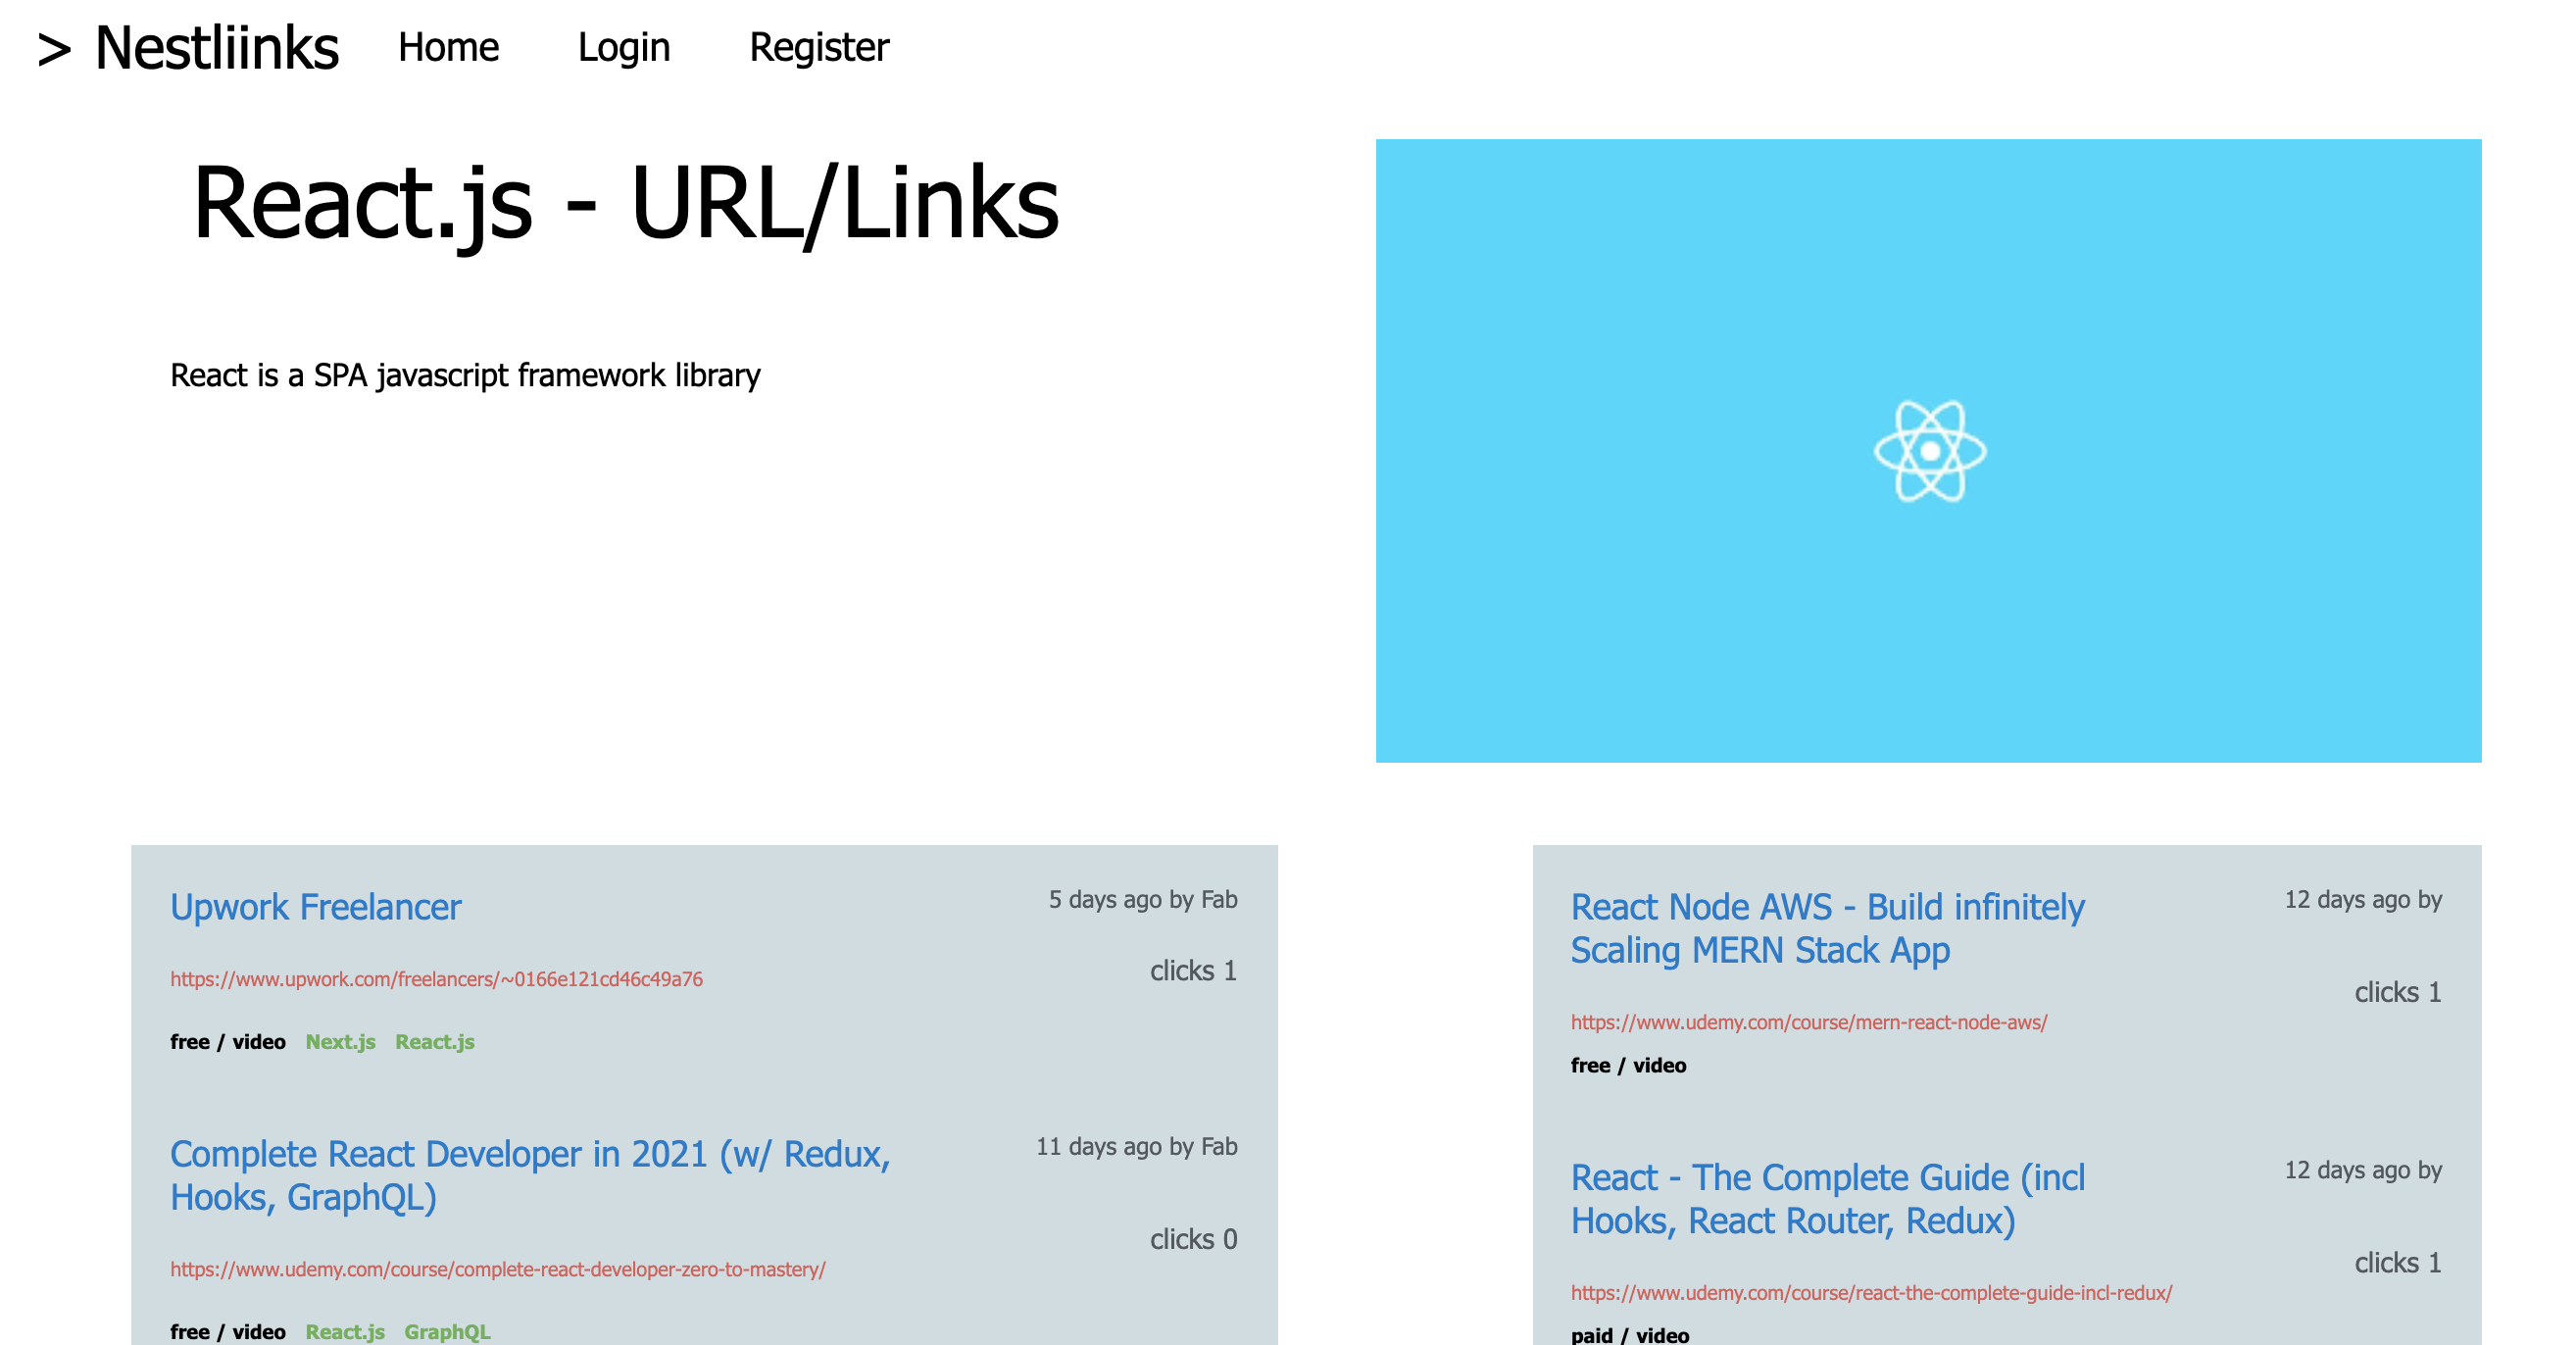 > Nestliinks Home Login Register
React.js - URL/Links
React is a SPA javascript framework library
Upwork Freelancer
5 days ago by Fab
https://www.upwork.com/freelancers/~0166e121cd46c49a76
clicks 1
free / video Next.js React.js
Complete React Developer in 2021 (w/ Redux,
Hooks, GraphQL)
11 days ago by Fab
https://www.udemy.com/course/complete-react-developer-zero-to-mastery/
clicks 0
free / video React.js GraphQL
React Node AWS - Build infinitely
Scaling MERN Stack App
12 days ago by
https://www.udemy.com/course/mern-react-node-aws/
clicks 1
free / video
React - The Complete Guide (incl
Hooks, React Router, Redux)
12 days ago by
https://www.udemy.com/course/react-the-complete-guide-incl-redux/
clicks 1
paid / video